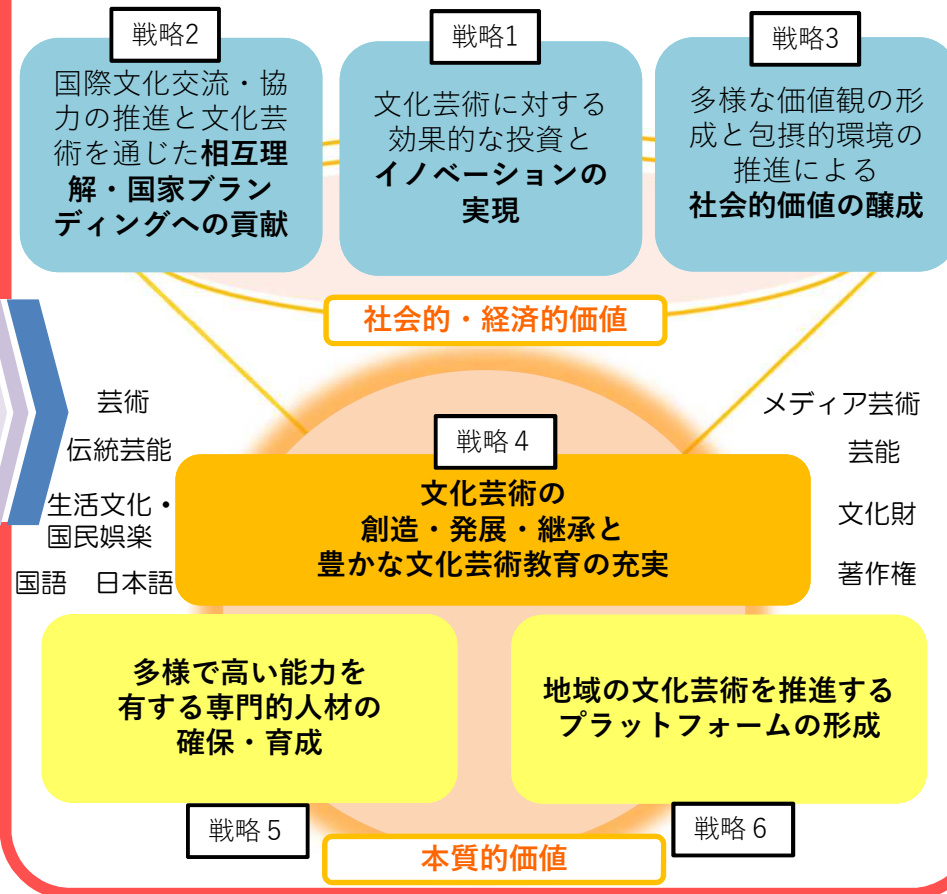 戦略2
国際文化交流・協
力の推進と文化芸
術を通じた相互理
解・国家ブラン
ディングへの貢献
戦略1
文化芸術に対する
効果的な投資と
イノベーションの
実現
戦略3
多様な価値観の形
成と包摂的環境の
推進による
社会的価値の醸成
社会的・経済的価値
芸術
伝統芸能
生活文化・
国民娯楽
国語　日本語
メディア芸術
芸能
文化財
著作権
戦略４
文化芸術の
創造・発展・継承と
豊かな文化芸術教育の充実
多様で高い能力を
有する専門的人材の
確保・育成
戦略５
地域の文化芸術を推進する
プラットフォームの形成
戦略６
本質的価値